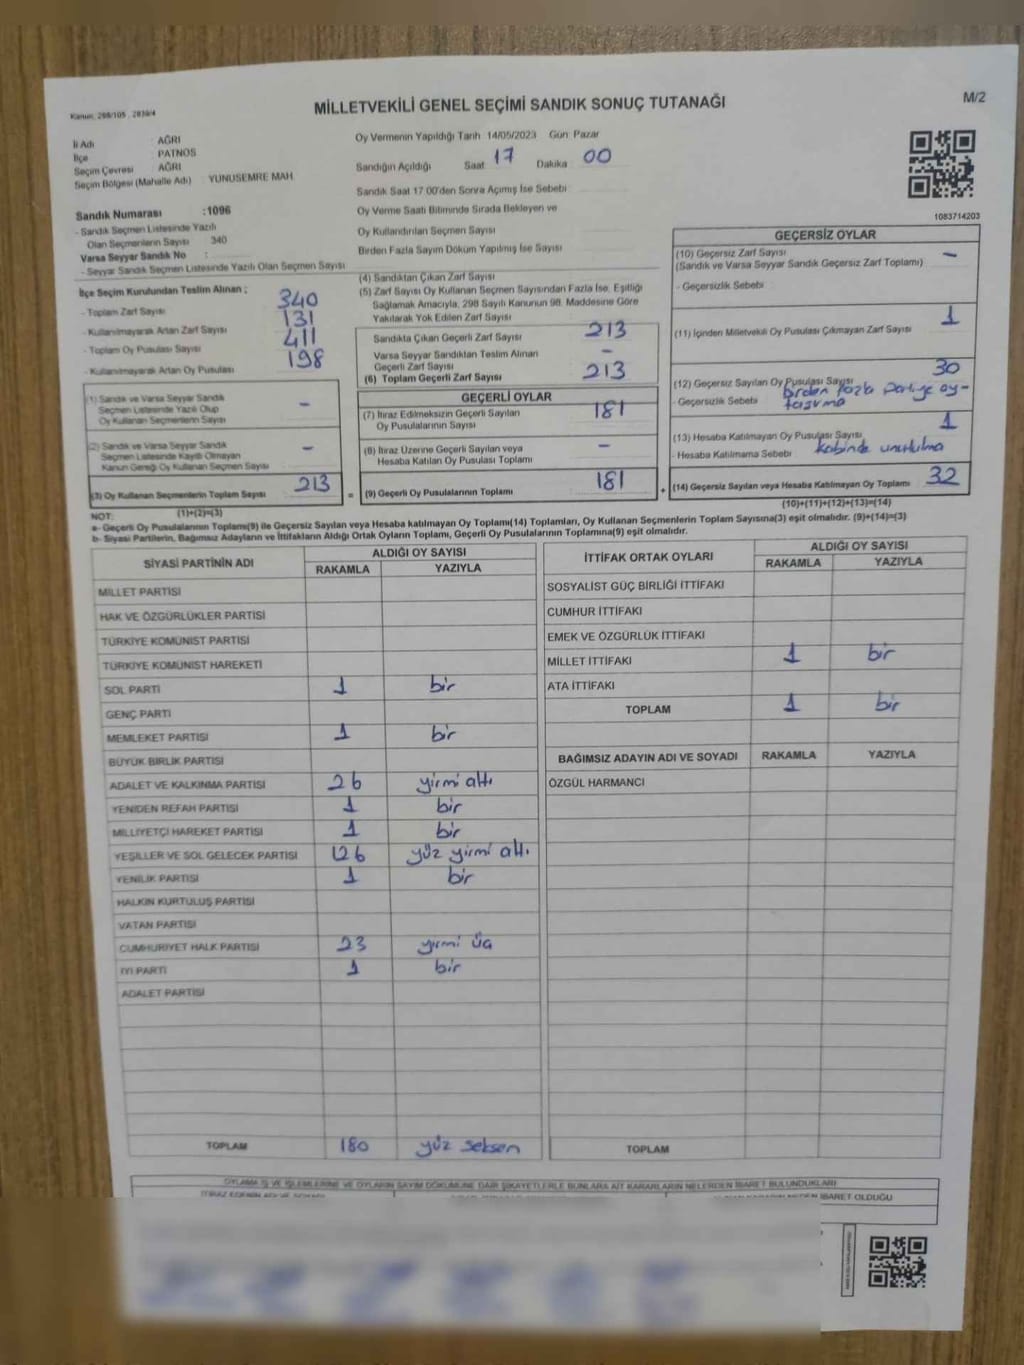 Kanun, 298/105 , 2839/4
MİLLETVEKİLİ GENEL SEÇİMİ SANDIK SONUÇ TUTANAĞI
M/2
İl Adı AĞRI
İlçe PATNOS
Seçim Çevresi AĞRI
Seçim Bölgesi (Mahalle Adı) YUNUSEMRE MAH
Sandık Numarası :1096
- Sandık Seçmen Listesinde Yazılı
Olan Seçmenlerin Sayısı 340
Varsa Seyyar Sandık No :
- Seyyar Sandık Seçmen Listesinde Yazılı Olan Seçmen Sayısı
Oy Vermenin Yapıldığı Tarih 14/05/2023 Gün Pazar
Sandığın Açıldığı Saat 17 Dakika 00
Sandık Saat 17 00'den Sonra Açımış İse Sebebi
Oy Verme Saati Bitiminde Sırada Bekleyen ve
Oy Kullandırılan Seçmen Sayısı
Birden Fazla Sayım Döküm Yapılmış İse Sayısı
1083714203
İlçe Seçim Kurulundan Teslim Alınan ;
- Toplam Zarf Sayısı 340
- Kullanılmayarak Artan Zarf Sayısı 131
- Toplam Oy Pusulası Sayısı 411
- Kullanılmayarak Artan Oy Pusulası 198
(1) Sandık ve Varsa Seyyar Sandık
Seçmen Listesinde Yazılı Olup
Oy Kullanan Seçmenlerin Sayısı -
(2) Sandık ve Varsa Seyyar Sandık
Seçmen Listesinde Kayıtlı Olmayan
Kanun Gereği Oy Kullanan Seçmen Sayısı -
(3) Oy Kullanan Seçmenlerin Toplam Sayısı 213
(1)+(2)=(3)
(4) Sandıktan Çıkan Zarf Sayısı
(5) Zarf Sayısı Oy Kullanan Seçmen Sayısından Fazla İse, Eşitliği
Sağlamak Amacıyla, 298 Sayılı Kanunun 98. Maddesine Göre
Yakılarak Yok Edilen Zarf Sayısı
Sandıkta Çıkan Geçerli Zarf Sayısı 213
Varsa Seyyar Sandıktan Teslim Alınan
Geçerli Zarf Sayısı -
(6) Toplam Geçerli Zarf Sayısı 213
GEÇERLİ OYLAR
(7) İtiraz Edilmeksizin Geçerli Sayılan
Oy Pusulalarının Sayısı 181
(8) İtiraz Üzerine Geçerli Sayılan veya
Hesaba Katılan Oy Pusulası Toplamı -
= (9) Geçerli Oy Pusulalarının Toplamı 181 +
GEÇERSİZ OYLAR
(10) Geçersiz Zarf Sayısı -
(Sandık ve Varsa Seyyar Sandık Geçersiz Zarf Toplamı)
- Geçersizlik Sebebi
(11) İçinden Milletvekili Oy Pusulası Çıkmayan Zarf Sayısı 1
(12) Geçersiz Sayılan Oy Pusulası Sayısı 30
- Geçersizlik Sebebi birden fazla partiye oy-
taşırma
(13) Hesaba Katılmayan Oy Pusulası Sayısı 1
- Hesaba Katılmama Sebebi kabinde unutulma
(14) Geçersiz Sayılan veya Hesaba Katılmayan Oy Toplamı 32
(10)+(11)+(12)+(13)=(14)
NOT:
a- Geçerli Oy Pusulalarının Toplamı(9) ile Geçersiz Sayılan veya Hesaba katılmayan Oy Toplamı(14) Toplamları, Oy Kullanan Seçmenlerin Toplam Sayısına(3) eşit olmalıdır. (9)+(14)=(3)
b- Siyasi Partilerin, Bağımsız Adayların ve İttifakların Aldığı Ortak Oyların Toplamı, Geçerli Oy Pusulalarının Toplamına(9) eşit olmalıdır.
SİYASİ PARTİNİN ADI ALDIĞI OY SAYISI
RAKAMLA YAZIYLA
MİLLET PARTİSİ
HAK VE ÖZGÜRLÜKLER PARTİSİ
TÜRKİYE KOMÜNİST PARTİSİ
TÜRKİYE KOMÜNİST HAREKETİ
SOL PARTİ 1 bir
GENÇ PARTİ
MEMLEKET PARTİSİ 1 bir
BÜYÜK BİRLİK PARTİSİ
ADALET VE KALKINMA PARTİSİ 26 yirmi altı
YENİDEN REFAH PARTİSİ 1 bir
MİLLİYETÇİ HAREKET PARTİSİ 1 bir
YEŞİLLER VE SOL GELECEK PARTİSİ 126 yüz yirmi altı
YENİLİK PARTİSİ 1 bir
HALKIN KURTULUŞ PARTİSİ
VATAN PARTİSİ
CUMHURİYET HALK PARTİSİ 23 yirmi üç
İYİ PARTİ 1 bir
ADALET PARTİSİ
TOPLAM 180 yüz seksen
İTTİFAK ORTAK OYLARI ALDIĞI OY SAYISI
RAKAMLA YAZIYLA
SOSYALİST GÜÇ BİRLİĞİ İTTİFAKI
CUMHUR İTTİFAKI
EMEK VE ÖZGÜRLÜK İTTİFAKI
MİLLET İTTİFAKI 1 bir
ATA İTTİFAKI
TOPLAM 1 bir
BAĞIMSIZ ADAYIN ADI VE SOYADI RAKAMLA YAZIYLA
ÖZGÜL HARMANCI
TOPLAM
OYLAMA İŞ VE İŞLEMLERİNE VE OYLARIN SAYIM DÖKÜMÜNE DAİR ŞİKAYETLERLE BUNLARA AİT KARARLARIN NELERDEN İBARET BULUNDUKLARI
İBARET OLDUĞU